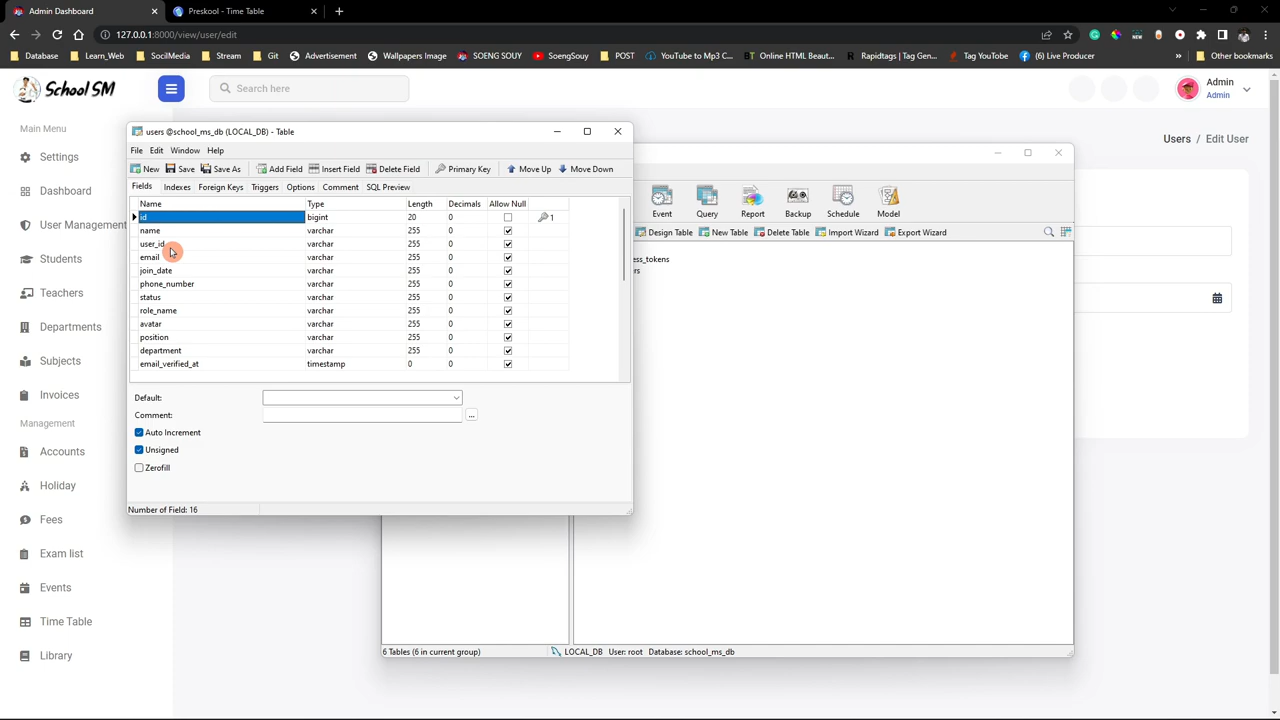 Admin Dashboard
Preskool - Time Table
127.0.0.1:8000/view/user/edit
Database Learn_Web SocilMedia Stream Git Advertisement Wallpapers Image SOENG SOUY SoengSouy POST YouTube to Mp3 C... Online HTML Beaut... Rapidtags | Tag Gen... Tag YouTube (6) Live Producer » Other bookmarks
School SM
Search here
Admin
Admin
Main Menu
Settings
Dashboard
User Management
Students
Teachers
Departments
Subjects
Invoices
Management
Accounts
Holiday
Fees
Exam list
Events
Time Table
Library
Users / Edit User
users @school_ms_db (LOCAL_DB) - Table
File Edit Window Help
New Save Save As Add Field Insert Field Delete Field Primary Key Move Up Move Down
Fields Indexes Foreign Keys Triggers Options Comment SQL Preview
Name Type Length Decimals Allow Null
id bigint 20 0 1
name varchar 255 0
user_id varchar 255 0
email varchar 255 0
join_date varchar 255 0
phone_number varchar 255 0
status varchar 255 0
role_name varchar 255 0
avatar varchar 255 0
position varchar 255 0
department varchar 255 0
email_verified_at timestamp 0 0
Default:
Comment: ...
Auto Increment
Unsigned
Zerofill
Number of Field: 16
Event Query Report Backup Schedule Model
Design Table New Table Delete Table Import Wizard Export Wizard
ess_tokens
rs
6 Tables (6 in current group) LOCAL_DB User: root Database: school_ms_db